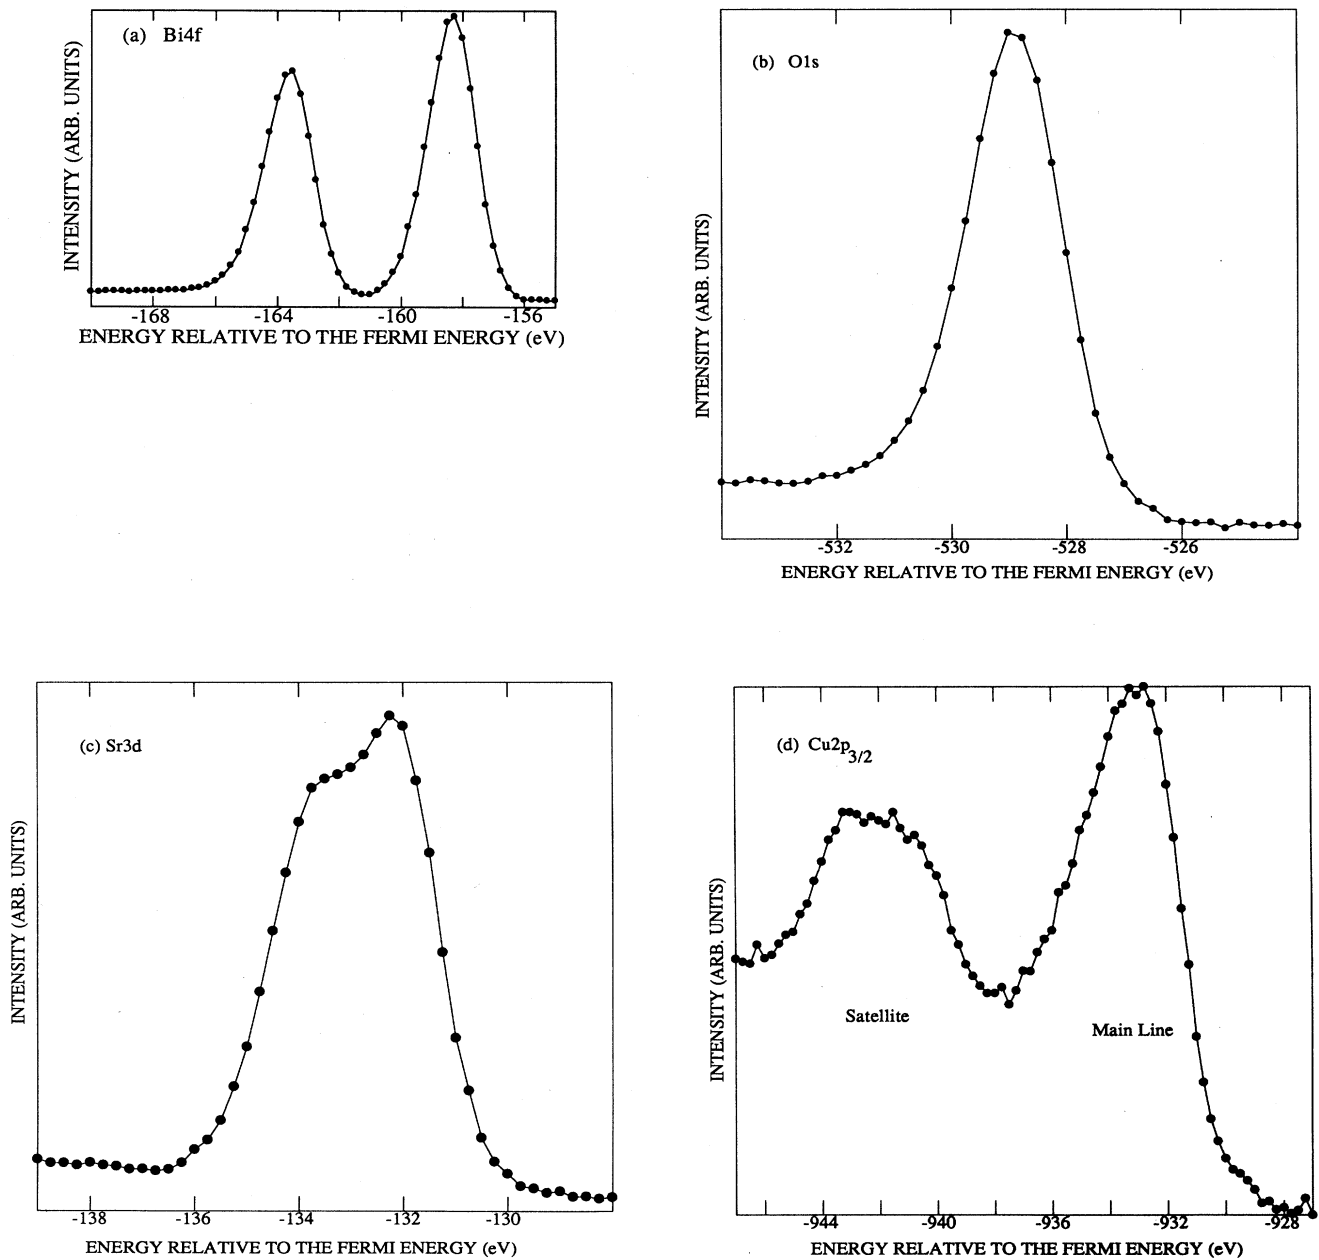 (a) Bi4f
INTENSITY (ARB. UNITS)
-168 -164 -160 -156
ENERGY RELATIVE TO THE FERMI ENERGY (eV)
(b) O1s
INTENSITY (ARB. UNITS)
-532 -530 -528 -526
ENERGY RELATIVE TO THE FERMI ENERGY (eV)
(c) Sr3d
INTENSITY (ARB. UNITS)
-138 -136 -134 -132 -130
ENERGY RELATIVE TO THE FERMI ENERGY (eV)
(d) Cu2p3/2
Satellite
Main Line
INTENSITY (ARB. UNITS)
-944 -940 -936 -932 -928
ENERGY RELATIVE TO THE FERMI ENERGY (eV)